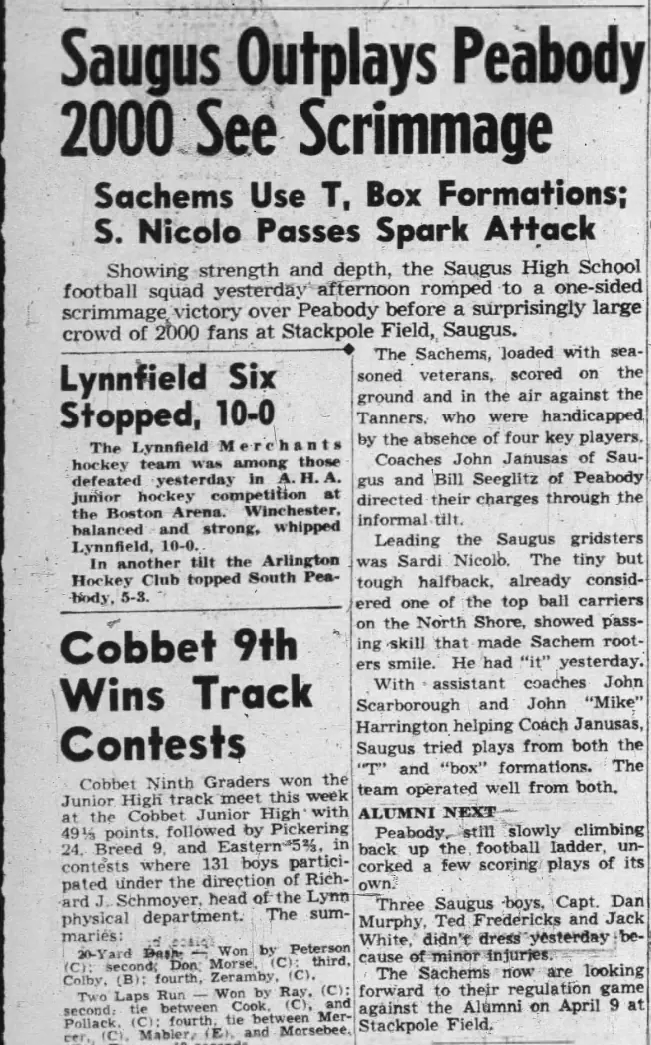 Saugus Outplays Peabody
2000 See Scrimmage
Sachems Use T, Box Formations;
S. Nicolo Passes Spark Attack
Showing strength and depth, the Saugus High School
football squad yesterday afternoon romped to a one-sided
scrimmage victory over Peabody before a surprisingly large
crowd of 2000 fans at Stackpole Field, Saugus.
The Sachems, loaded with sea-
soned veterans, scored on the
ground and in the air against the
Tanners, who were handicapped
by the absence of four key players.
Coaches John Janusas of Sau-
gus and Bill Seeglitz of Peabody
directed their charges through the
informal tilt.
Leading the Saugus gridsters
was Sardi Nicolo. The tiny but
tough halfback, already consid-
ered one of the top ball carriers
on the North Shore, showed pass-
ing skill that made Sachem root-
ers smile. He had "it" yesterday.
With assistant coaches John
Scarborough and John "Mike"
Harrington helping Coach Janusas,
Saugus tried plays from both the
"T" and "box" formations. The
team operated well from both.
ALUMNI NEXT
Peabody, still slowly climbing
back up the football ladder, un-
corked a few scoring plays of its
own.
Three Saugus boys, Capt. Dan
Murphy, Ted Fredericks and Jack
White, didn't dress yesterday be-
cause of minor injuries.
The Sachems now are looking
forward to their regulation game
against the Alumni on April 9 at
Stackpole Field.
Lynnfield Six
Stopped, 10-0
The Lynnfield Merchants
hockey team was among those
defeated yesterday in A.H.A.
junior hockey competition at
the Boston Arena. Winchester,
balanced and strong, whipped
Lynnfield, 10-0.
In another tilt the Arlington
Hockey Club topped South Pea-
body, 5-3.
Cobbet 9th
Wins Track
Contests
Cobbet Ninth Graders won the
Junior High track meet this week
at the Cobbet Junior High with
49⅓ points, followed by Pickering
24, Breed 9, and Eastern 5⅔, in
contests where 131 boys partici-
pated under the direction of Rich-
ard J. Schmoyer, head of the Lynn
physical department. The sum-
maries:
20-Yard Dash — Won by Peterson
(C); second, Don Morse, (C); third,
Colby, (B); fourth, Zeramby, (C).
Two Laps Run — Won by Ray, (C);
second, tie between Cook, (C), and
Pollack, (C); fourth, tie between Mer-
cer, (C), Mabler, (E), and Morsebee,